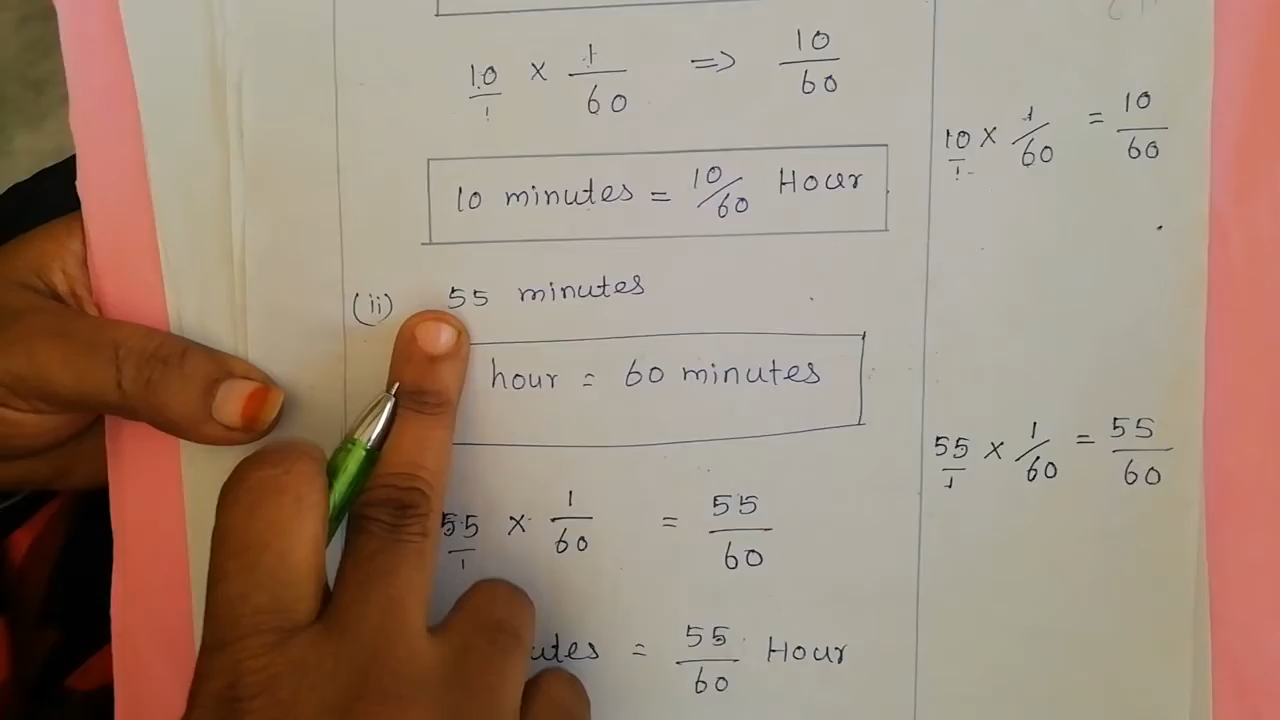 10/1 × 1/60 => 10/60
10 minutes = 10/60 Hour
(ii) 55 minutes
hour = 60 minutes
55/1 × 1/60 = 55/60
= 55/60 Hour
10/1 × 1/60 = 10/60
55/1 × 1/60 = 55/60